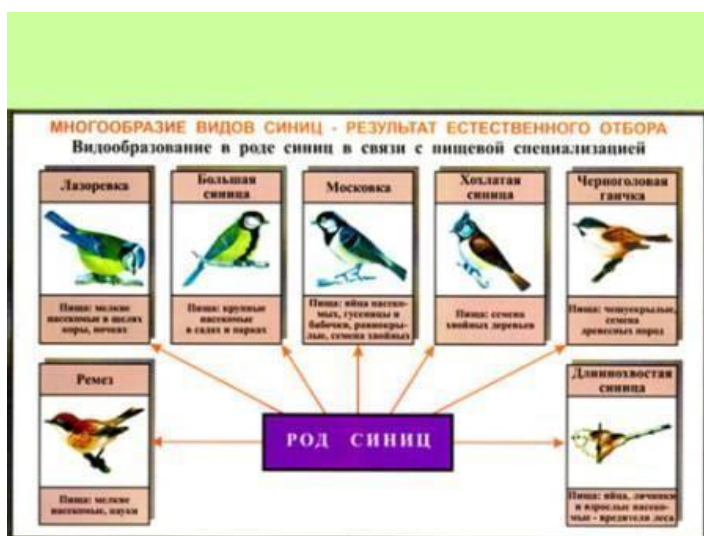 МНОГООБРАЗИЕ ВИДОВ СИНИЦ - РЕЗУЛЬТАТ ЕСТЕСТВЕННОГО ОТБОРА
Видообразование в роде синиц в связи с пищевой специализацией
Лазоревка
Пища: мелкие
насекомые в щелях
коры, почках
Большая
синица
Пища: крупные
насекомые
в садах и парках
Московка
Пища: яйца насеко-
мых, гусеницы и
бабочки, равнокры-
лые, семена хвойных
Хохлатая
синица
Пища: семена
хвойных деревьев
Черноголовая
гаичка
Пища: чешуекрылые,
семена
древесных пород
Ремез
Пища: мелкие
насекомые, пауки
РОД СИНИЦ
Длиннохвостая
синица
Пища: яйца, личинки
и взрослые насеко-
мые - вредители леса